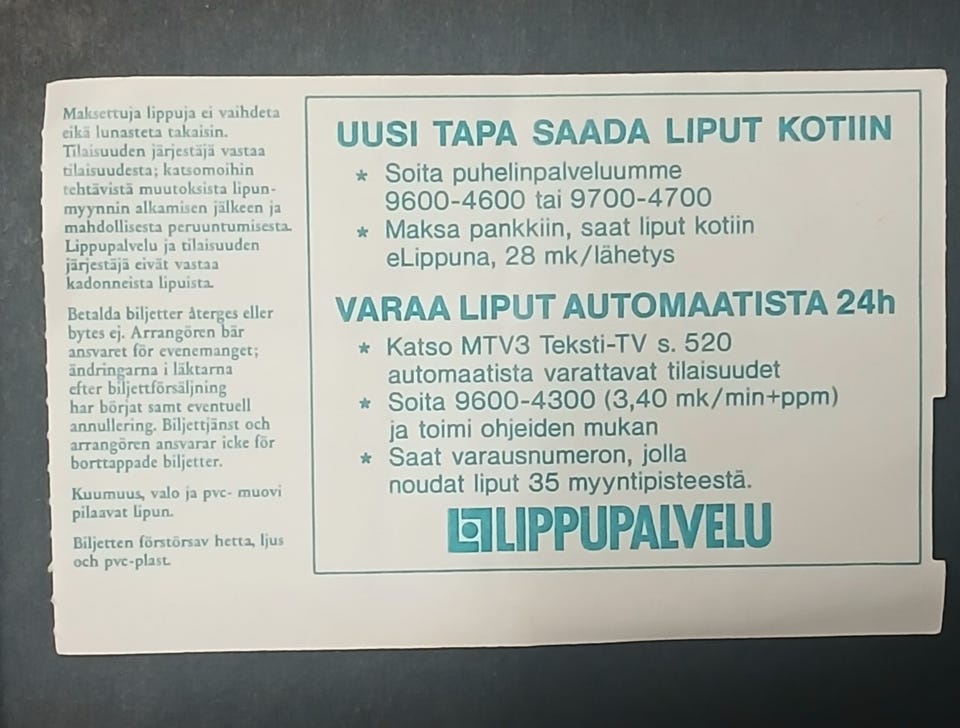 Maksettuja lippuja ei vaihdeta
eikä lunasteta takaisin.
Tilaisuuden järjestäjä vastaa
tilaisuudesta; katsomoihin
tehtävistä muutoksista lipun-
myynnin alkamisen jälkeen ja
mahdollisesta peruuntumisesta.
Lippupalvelu ja tilaisuuden
järjestäjä eivät vastaa
kadonneista lipuista.
Betalda biljetter återges eller
bytes ej. Arrangören bär
ansvaret för evenemanget;
ändringarna i läktarna
efter biljettförsäljning
har börjat samt eventuell
annullering. Biljettjänst och
arrangören ansvarar icke för
borttappade biljetter.
Kuumuus, valo ja pvc- muovi
pilaavat lipun.
Biljetten förstörsav hetta, ljus
och pvc-plast.
UUSI TAPA SAADA LIPUT KOTIIN
* Soita puhelinpalveluumme
9600-4600 tai 9700-4700
* Maksa pankkiin, saat liput kotiin
eLippuna, 28 mk/lähetys
VARAA LIPUT AUTOMAATISTA 24h
* Katso MTV3 Teksti-TV s. 520
automaatista varattavat tilaisuudet
* Soita 9600-4300 (3,40 mk/min+ppm)
ja toimi ohjeiden mukan
* Saat varausnumeron, jolla
noudat liput 35 myyntipisteestä.
LIPPUPALVELU